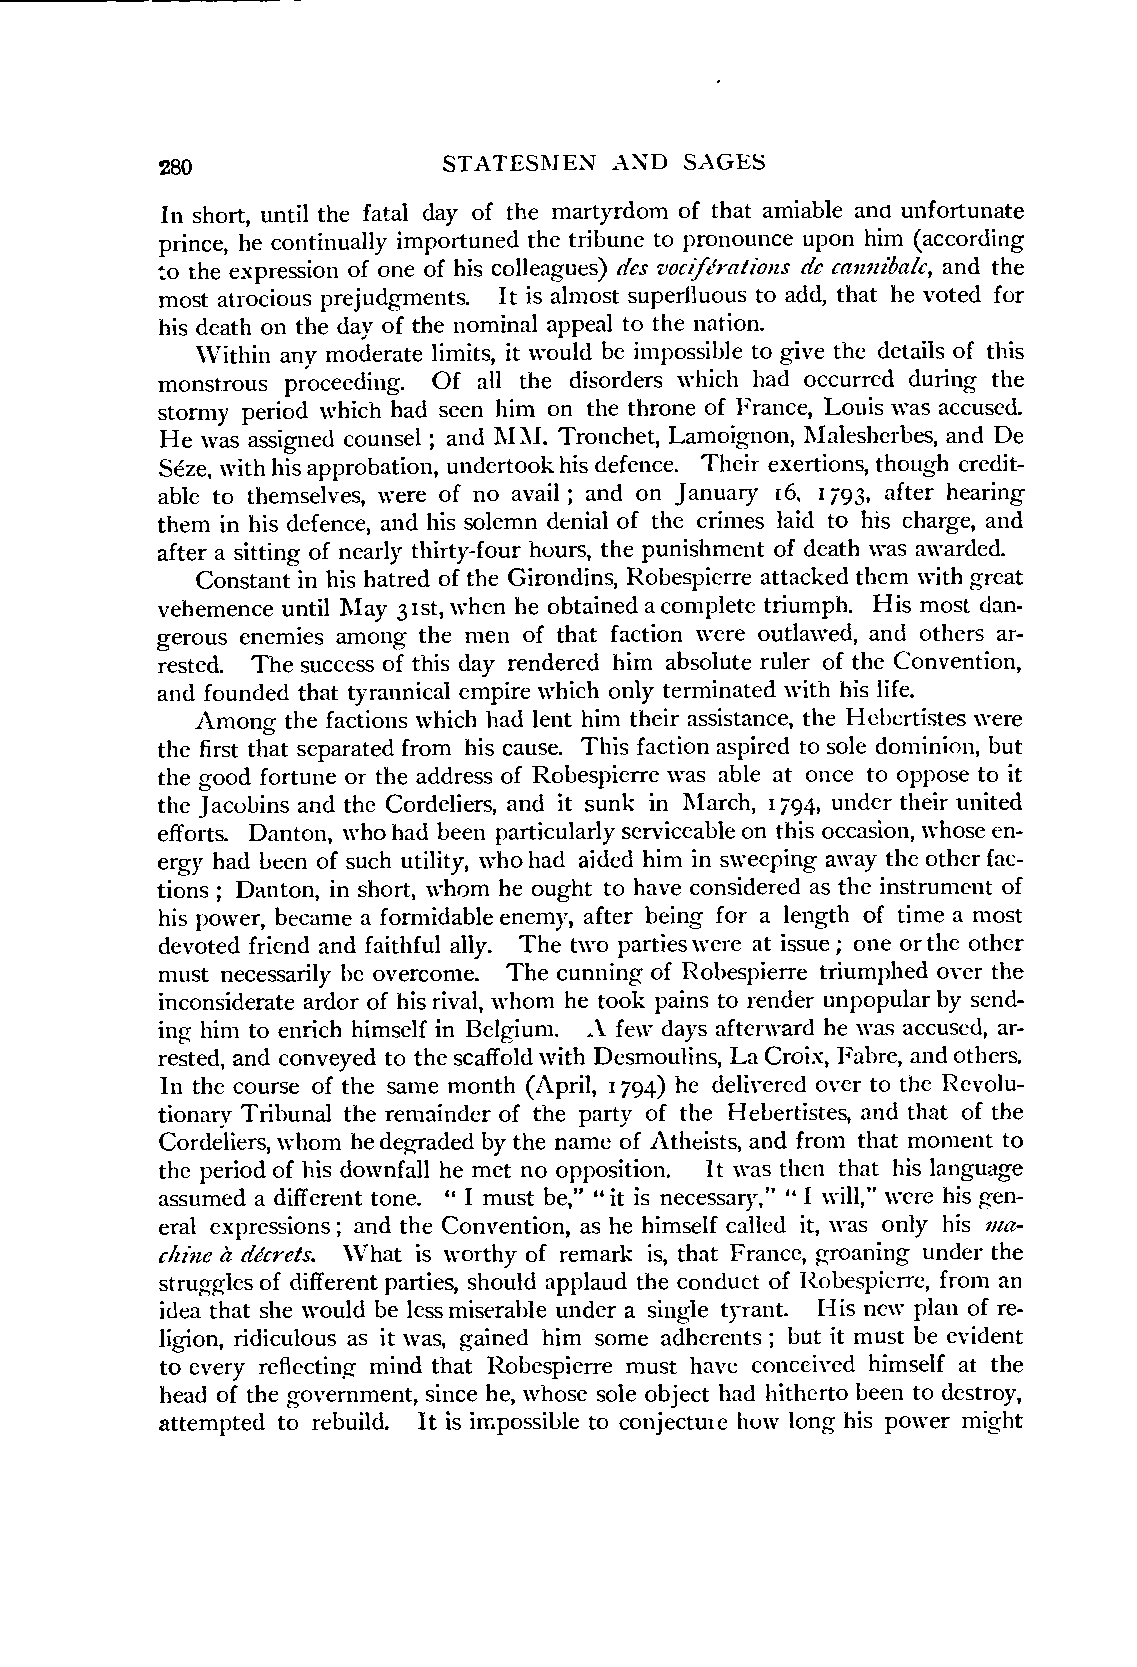 280 STATESMEN AND SAGES
In short, until the fatal day of the martyrdom of that amiable and unfortunate
prince, he continually importuned the tribune to pronounce upon him (according
to the expression of one of his colleagues) des vociférations de cannibale, and the
most atrocious prejudgments. It is almost superfluous to add, that he voted for
his death on the day of the nominal appeal to the nation.
Within any moderate limits, it would be impossible to give the details of this
monstrous proceeding. Of all the disorders which had occurred during the
stormy period which had seen him on the throne of France, Louis was accused.
He was assigned counsel ; and MM. Tronchet, Lamoignon, Malesherbes, and De
Séze, with his approbation, undertook his defence. Their exertions, though credit-
able to themselves, were of no avail ; and on January 16, 1793, after hearing
them in his defence, and his solemn denial of the crimes laid to his charge, and
after a sitting of nearly thirty-four hours, the punishment of death was awarded.
Constant in his hatred of the Girondins, Robespierre attacked them with great
vehemence until May 31st, when he obtained a complete triumph. His most dan-
gerous enemies among the men of that faction were outlawed, and others ar-
rested. The success of this day rendered him absolute ruler of the Convention,
and founded that tyrannical empire which only terminated with his life.
Among the factions which had lent him their assistance, the Hebertistes were
the first that separated from his cause. This faction aspired to sole dominion, but
the good fortune or the address of Robespierre was able at once to oppose to it
the Jacobins and the Cordeliers, and it sunk in March, 1794, under their united
efforts. Danton, who had been particularly serviceable on this occasion, whose en-
ergy had been of such utility, who had aided him in sweeping away the other fac-
tions ; Danton, in short, whom he ought to have considered as the instrument of
his power, became a formidable enemy, after being for a length of time a most
devoted friend and faithful ally. The two parties were at issue ; one or the other
must necessarily be overcome. The cunning of Robespierre triumphed over the
inconsiderate ardor of his rival, whom he took pains to render unpopular by send-
ing him to enrich himself in Belgium. A few days afterward he was accused, ar-
rested, and conveyed to the scaffold with Desmoulins, La Croix, Fabre, and others.
In the course of the same month (April, 1794) he delivered over to the Revolu-
tionary Tribunal the remainder of the party of the Hebertistes, and that of the
Cordeliers, whom he degraded by the name of Atheists, and from that moment to
the period of his downfall he met no opposition. It was then that his language
assumed a different tone. " I must be," " it is necessary," " I will," were his gen-
eral expressions ; and the Convention, as he himself called it, was only his ma-
chine à décrets. What is worthy of remark is, that France, groaning under the
struggles of different parties, should applaud the conduct of Robespierre, from an
idea that she would be less miserable under a single tyrant. His new plan of re-
ligion, ridiculous as it was, gained him some adherents ; but it must be evident
to every reflecting mind that Robespierre must have conceived himself at the
head of the government, since he, whose sole object had hitherto been to destroy,
attempted to rebuild. It is impossible to conjecture how long his power might